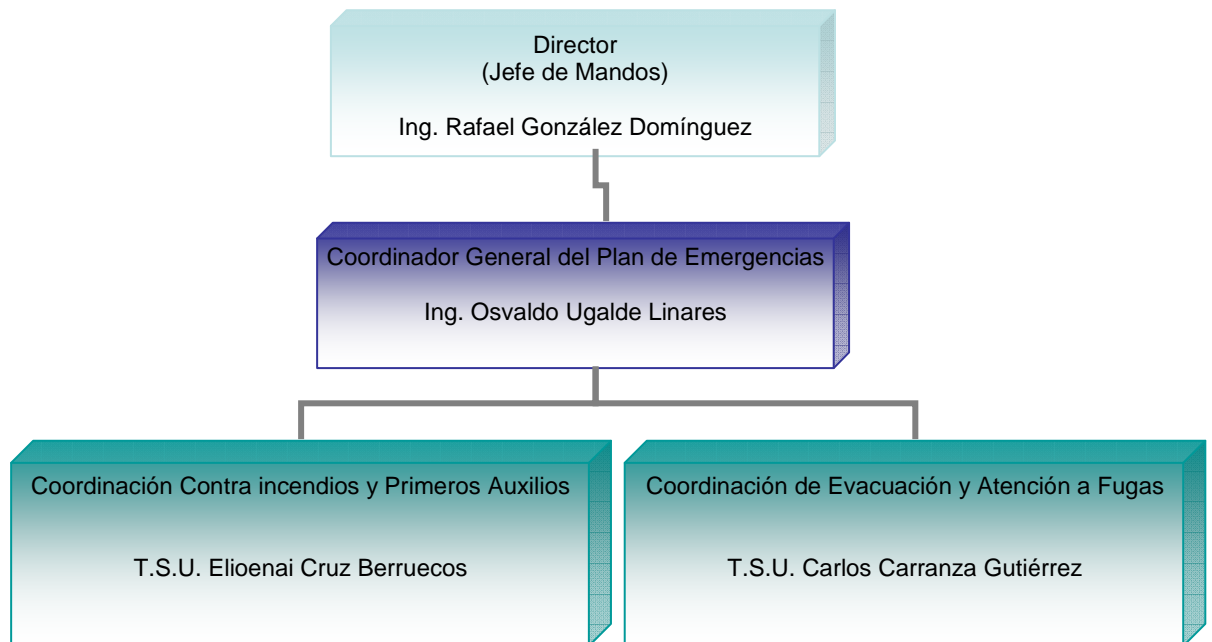 Director
(Jefe de Mandos)
Ing. Rafael González Domínguez
Coordinador General del Plan de Emergencias
Ing. Osvaldo Ugalde Linares
Coordinación Contra incendios y Primeros Auxilios
T.S.U. Elioenai Cruz Berruecos
Coordinación de Evacuación y Atención a Fugas
T.S.U. Carlos Carranza Gutiérrez